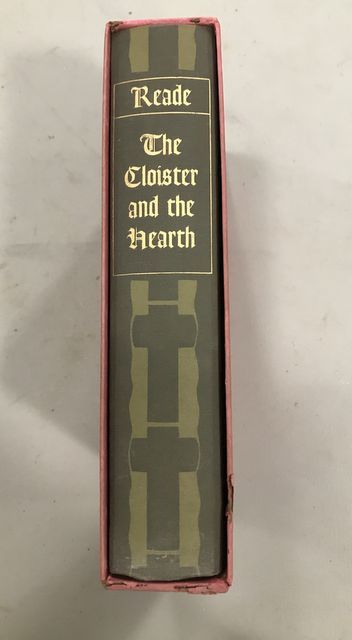 Reade
The
Cloister
and the
Hearth